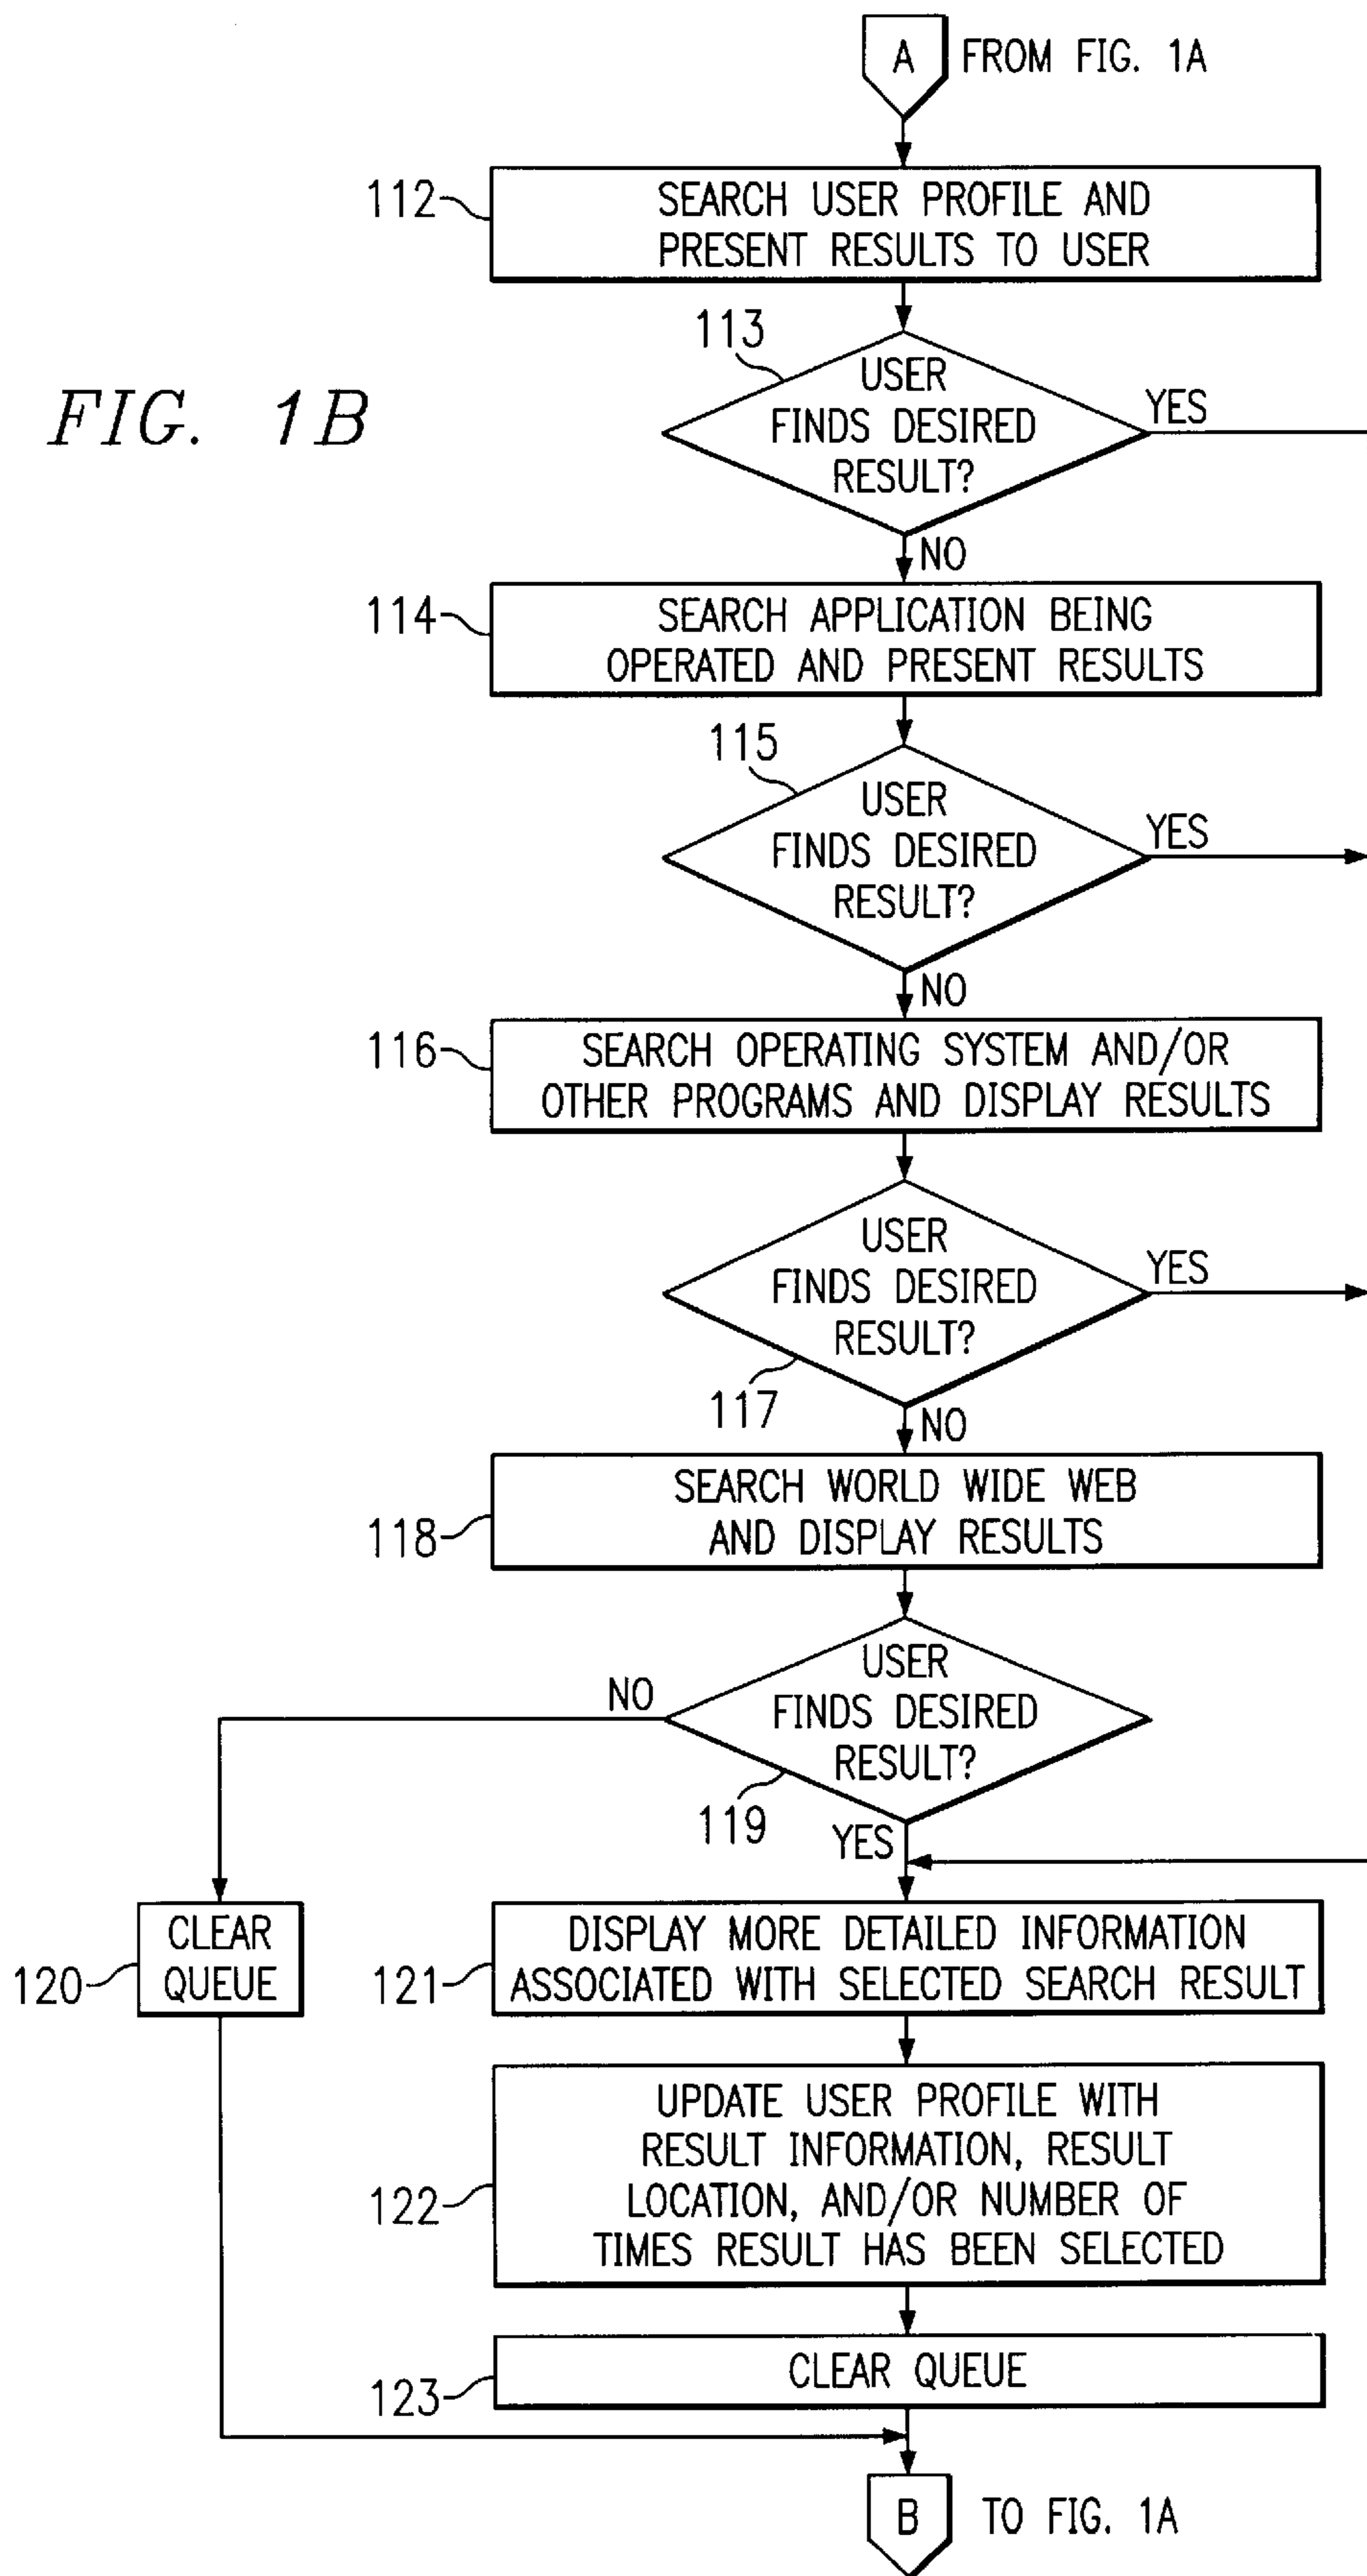 A FROM FIG. 1A
112
SEARCH USER PROFILE AND
PRESENT RESULTS TO USER
FIG. 1B
113
USER
FINDS DESIRED
RESULT?
YES
NO
114
SEARCH APPLICATION BEING
OPERATED AND PRESENT RESULTS
115
USER
FINDS DESIRED
RESULT?
YES
NO
116
SEARCH OPERATING SYSTEM AND/OR
OTHER PROGRAMS AND DISPLAY RESULTS
USER
FINDS DESIRED
RESULT?
YES
117
NO
118
SEARCH WORLD WIDE WEB
AND DISPLAY RESULTS
USER
FINDS DESIRED
RESULT?
NO
119
YES
120
CLEAR
QUEUE
121
DISPLAY MORE DETAILED INFORMATION
ASSOCIATED WITH SELECTED SEARCH RESULT
122
UPDATE USER PROFILE WITH
RESULT INFORMATION, RESULT
LOCATION, AND/OR NUMBER OF
TIMES RESULT HAS BEEN SELECTED
123
CLEAR QUEUE
B TO FIG. 1A